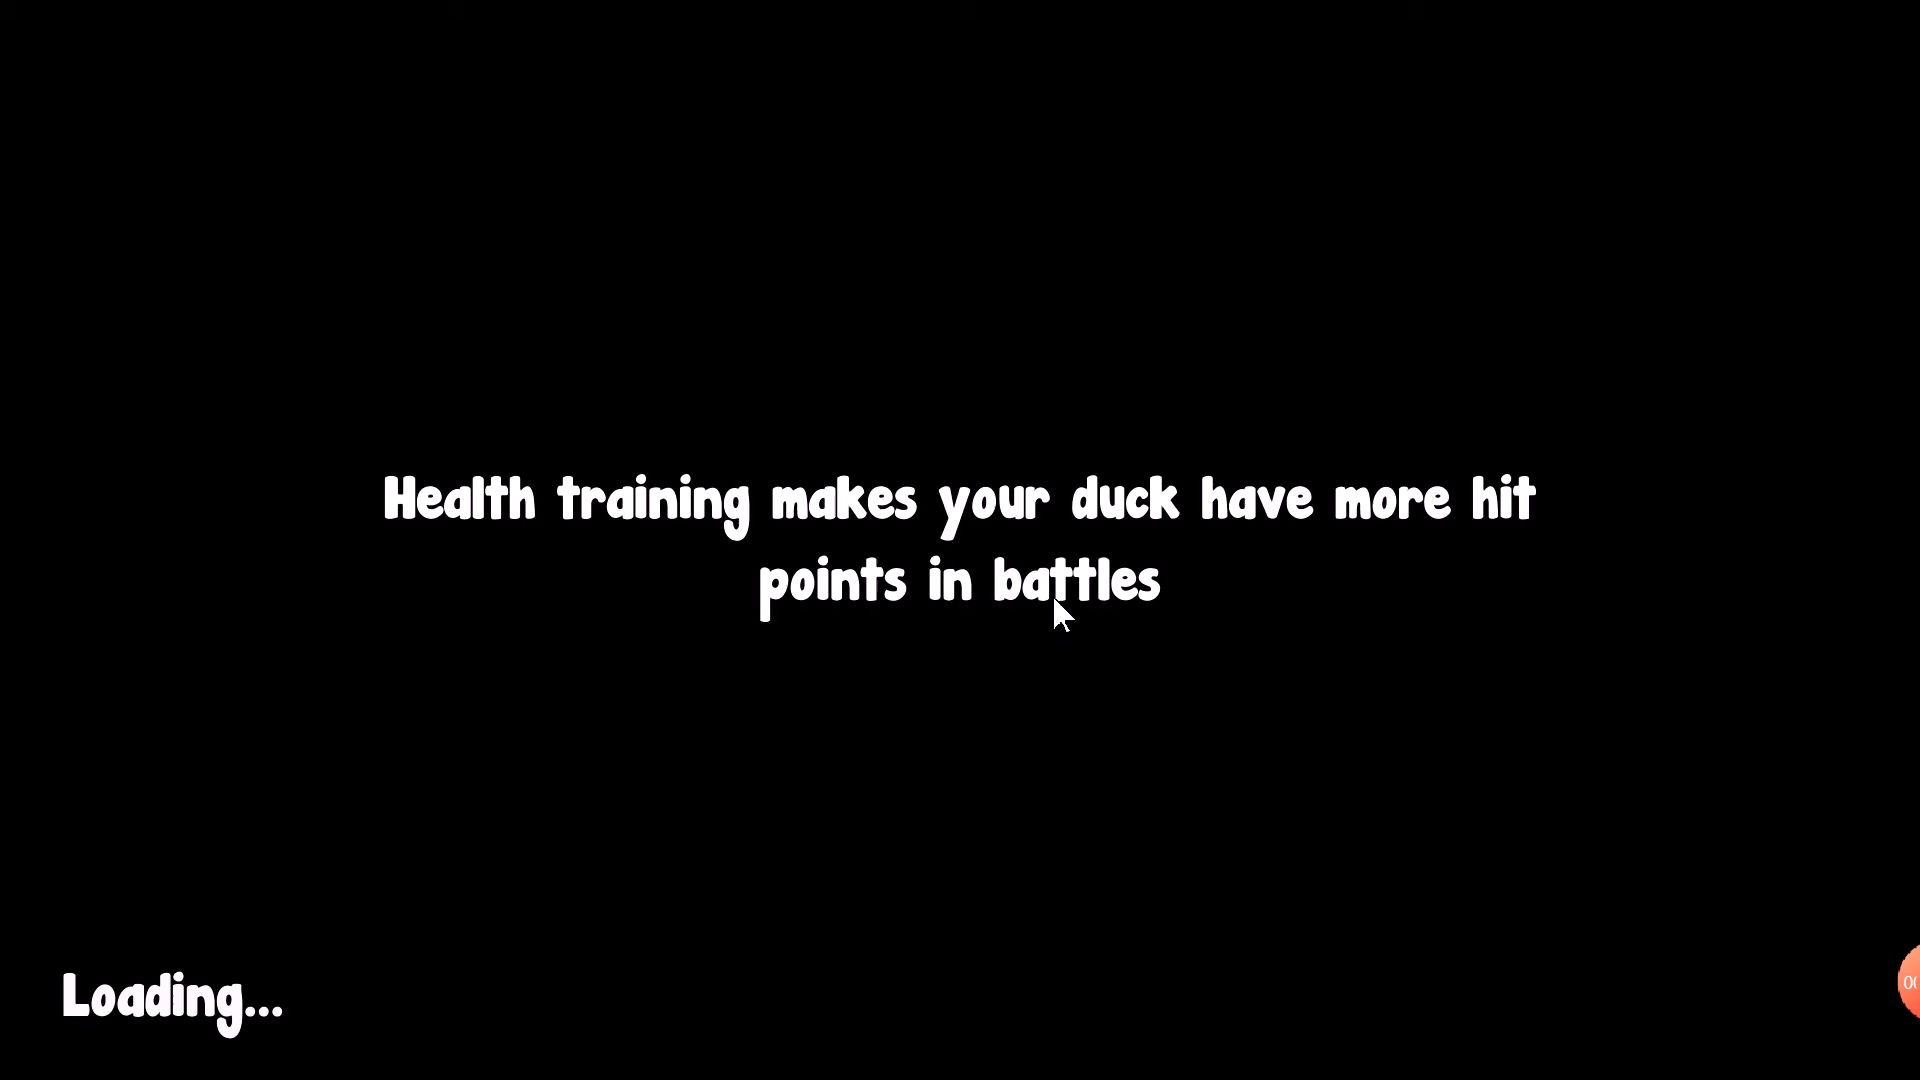 Health training makes your duck have more hit
points in battles
Loading...